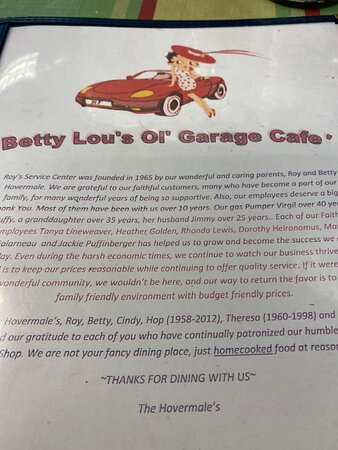 Betty Lou's Ol' Garage Cafe'
Roy's Service Center was founded in 1965 by our wonderful and caring parents, Roy and Betty
Hovermale. We are grateful to our faithful customers, many who have become a part of our
family, for many wonderful years of being so supportive. Also, our employees deserve a big
hank You. Most of them have been with us over 10 years. Our gas Pumper Virgil over 40 yea
uffy, a granddaughter over 35 years, her husband Jimmy over 25 years.. Each of our Faith
mployees Tanya Lineweaver, Heather Golden, Rhonda Lewis, Dorothy Heironomus, Ma
alarneau and Jackie Puffinberger has helped us to grow and become the success we
day. Even during the harsh economic times, we continue to watch our business thrive
l is to keep our prices reasonable while continuing to offer quality service. If it were
wonderful community, we wouldn't be here, and our way to return the favor is to
family friendly environment with budget friendly prices.
e Hovermale's, Roy, Betty, Cindy, Hop (1958-2012), Theresa (1960-1998) and
d our gratitude to each of you who have continually patronized our humble
Shop. We are not your fancy dining place, just homecooked food at reason
~THANKS FOR DINING WITH US~
The Hovermale's